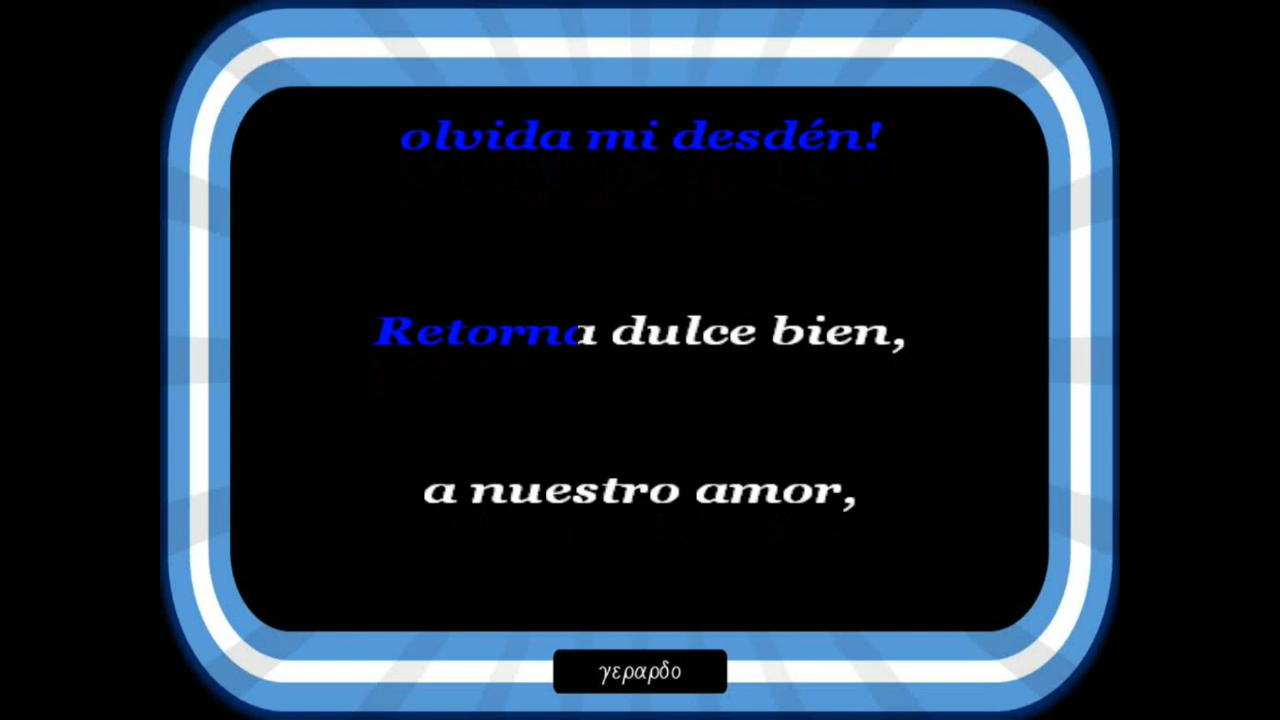 olvida mi desdén!
Retorna dulce bien,
a nuestro amor,
γεραρδο